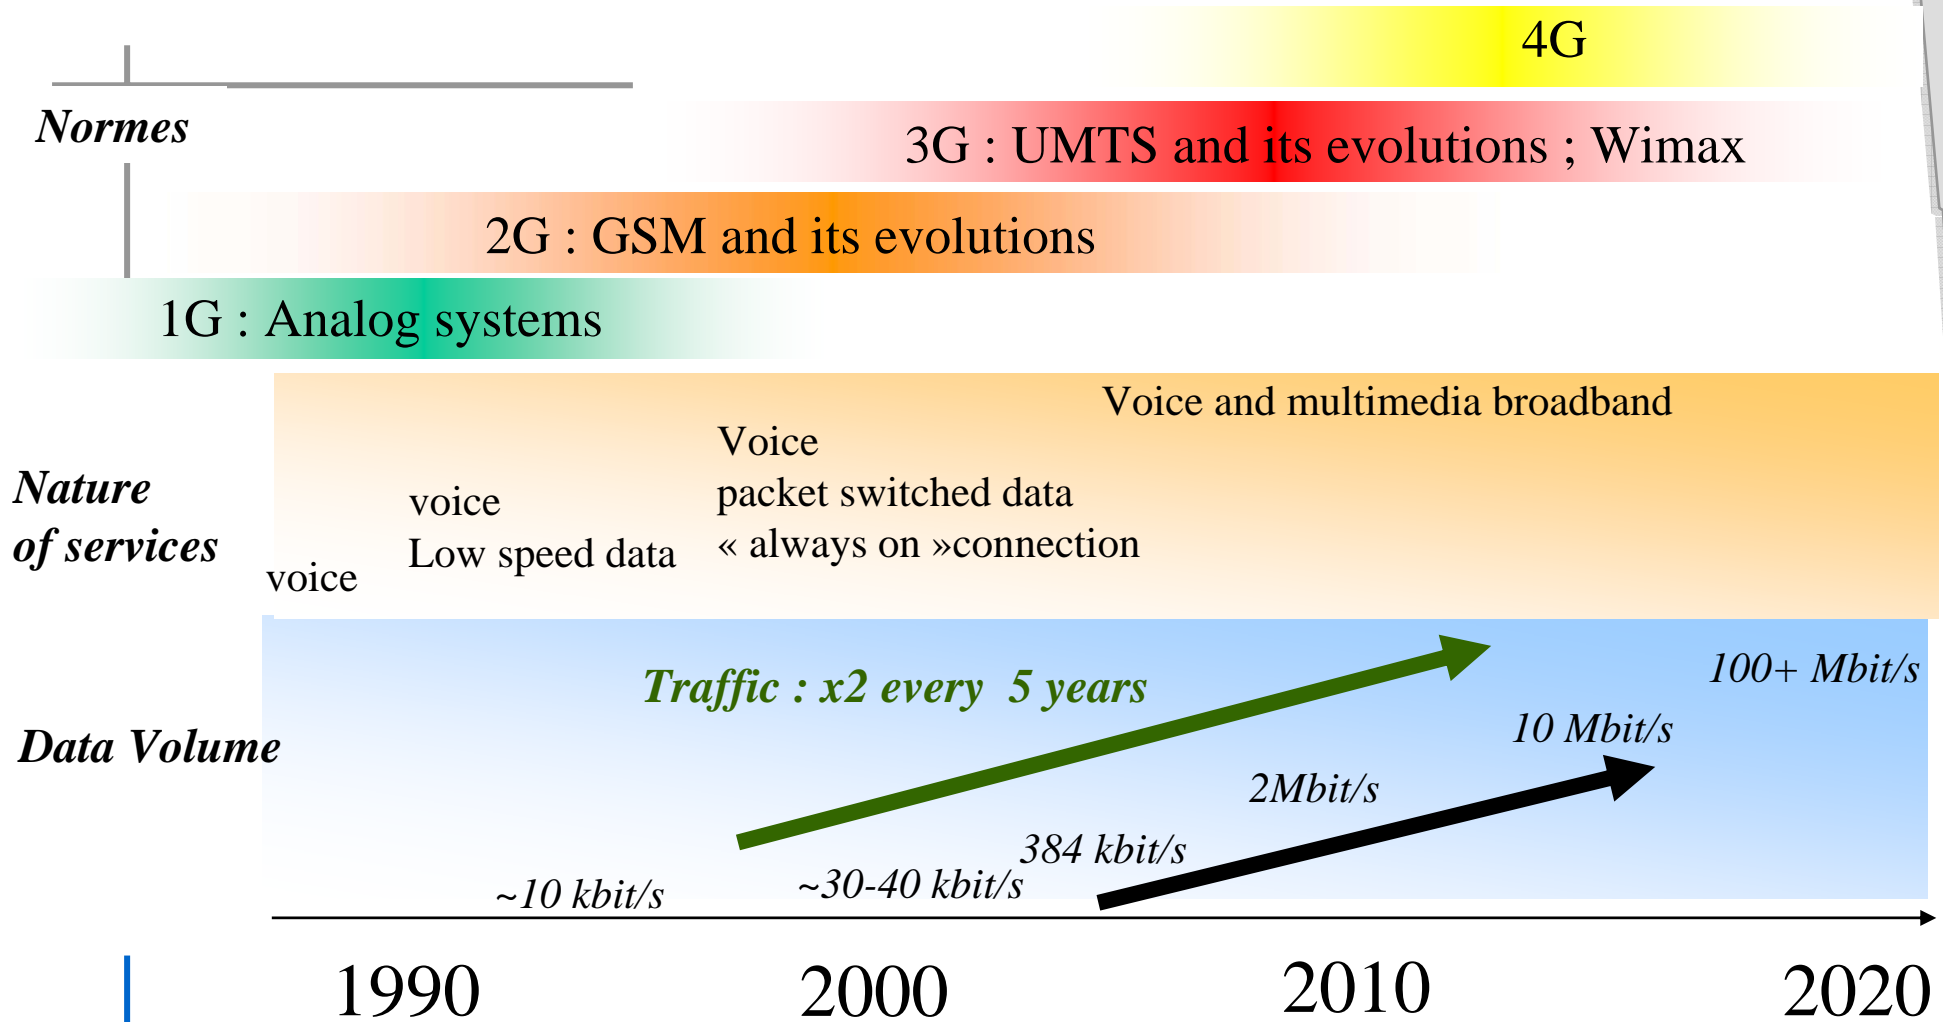 4G
Normes
3G : UMTS and its evolutions ; Wimax
2G : GSM and its evolutions
1G : Analog systems
Voice and multimedia broadband
Nature
of services
Voice
packet switched data
« always on »connection
voice
Low speed data
voice
Data Volume
Traffic : x2 every 5 years
100+ Mbit/s
10 Mbit/s
2Mbit/s
384 kbit/s
~30-40 kbit/s
~10 kbit/s
1990
2000
2010
2020